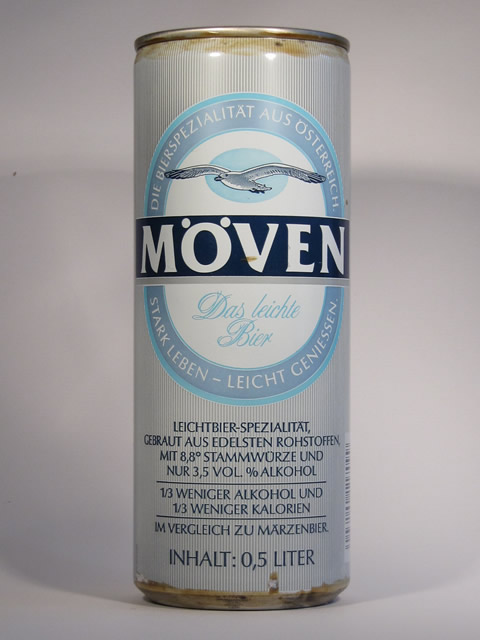 DIE BIERSPEZIALITÄT AUS ÖSTERREICH.
MÖVEN
Das leichte
Bier
STARK LEBEN – LEICHT GENIESSEN.
LEICHTBIER-SPEZIALITÄT,
GEBRAUT AUS EDELSTEN ROHSTOFFEN,
MIT 8,8° STAMMWÜRZE UND
NUR 3,5 VOL. % ALKOHOL
1/3 WENIGER ALKOHOL UND
1/3 WENIGER KALORIEN
IM VERGLEICH ZU MÄRZENBIER.
INHALT: 0,5 LITER